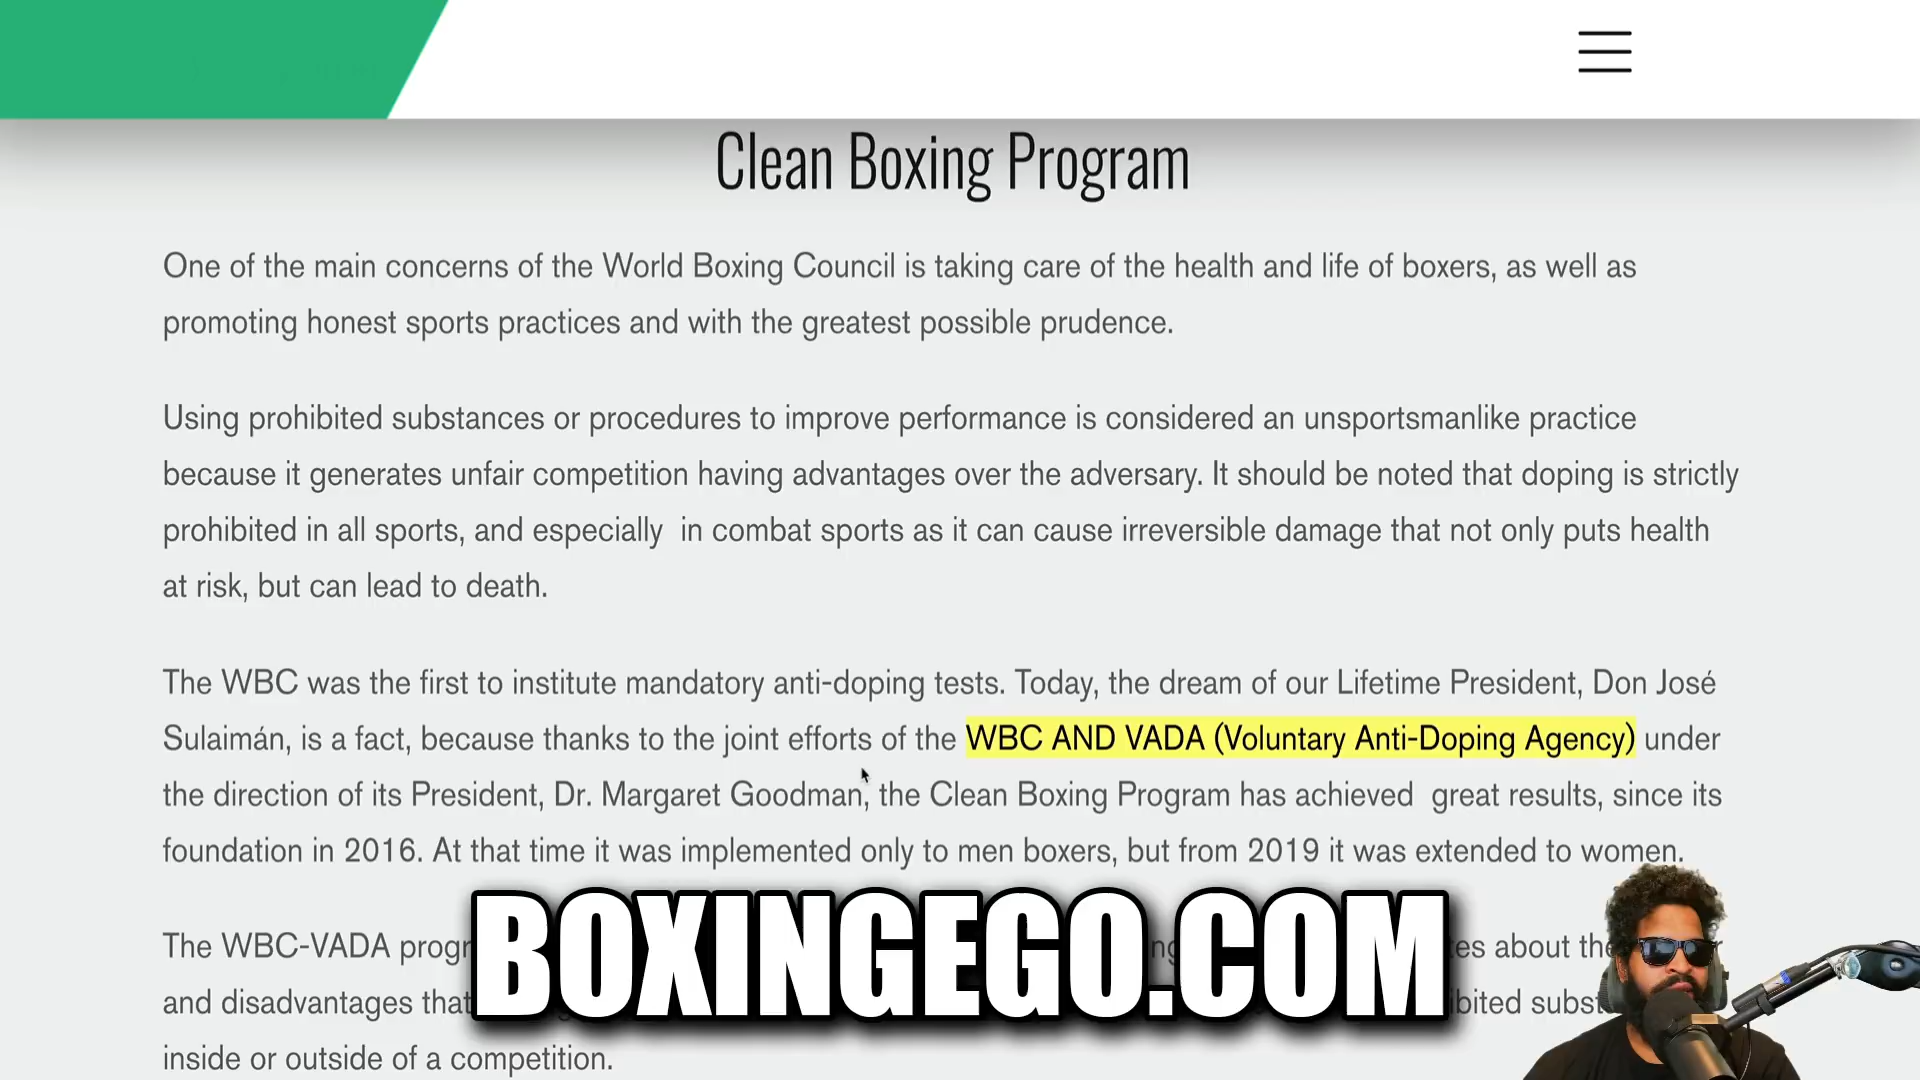 Clean Boxing Program
One of the main concerns of the World Boxing Council is taking care of the health and life of boxers, as well as
promoting honest sports practices and with the greatest possible prudence.
Using prohibited substances or procedures to improve performance is considered an unsportsmanlike practice
because it generates unfair competition having advantages over the adversary. It should be noted that doping is strictly
prohibited in all sports, and especially in combat sports as it can cause irreversible damage that not only puts health
at risk, but can lead to death.
The WBC was the first to institute mandatory anti-doping tests. Today, the dream of our Lifetime President, Don José
Sulaimán, is a fact, because thanks to the joint efforts of the WBC AND VADA (Voluntary Anti-Doping Agency) under
the direction of its President, Dr. Margaret Goodman, the Clean Boxing Program has achieved great results, since its
foundation in 2016. At that time it was implemented only to men boxers, but from 2019 it was extended to women.
The WBC-VADA about
and disadvantages that
inside or outside of a competition.
BOXINGEGO.COM